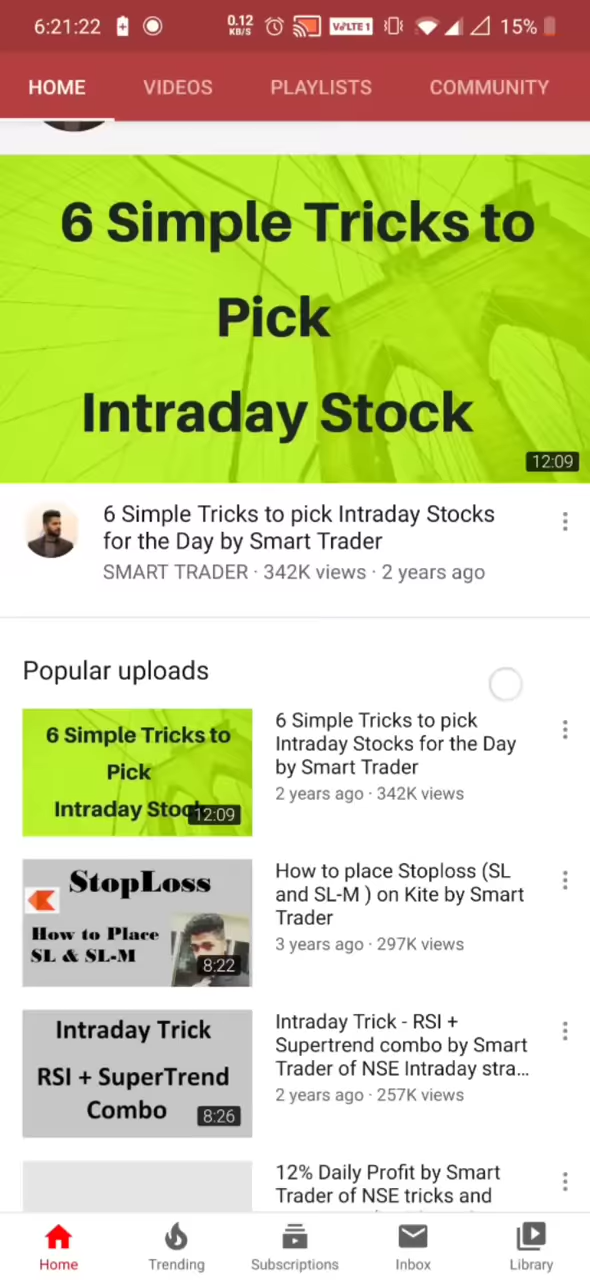 6:21:22
0.12 KB/S
VoLTE 1
15%
HOME
VIDEOS
PLAYLISTS
COMMUNITY
6 Simple Tricks to
Pick
Intraday Stock
12:09
6 Simple Tricks to pick Intraday Stocks
for the Day by Smart Trader
SMART TRADER · 342K views · 2 years ago
Popular uploads
6 Simple Tricks to
Pick
Intraday Stock
12:09
6 Simple Tricks to pick
Intraday Stocks for the Day
by Smart Trader
2 years ago · 342K views
StopLoss
How to Place
SL & SL-M
8:22
How to place Stoploss (SL
and SL-M ) on Kite by Smart
Trader
3 years ago · 297K views
Intraday Trick
RSI + SuperTrend
Combo
8:26
Intraday Trick - RSI +
Supertrend combo by Smart
Trader of NSE Intraday stra...
2 years ago · 257K views
12% Daily Profit by Smart
Trader of NSE tricks and
Home
Trending
Subscriptions
Inbox
Library